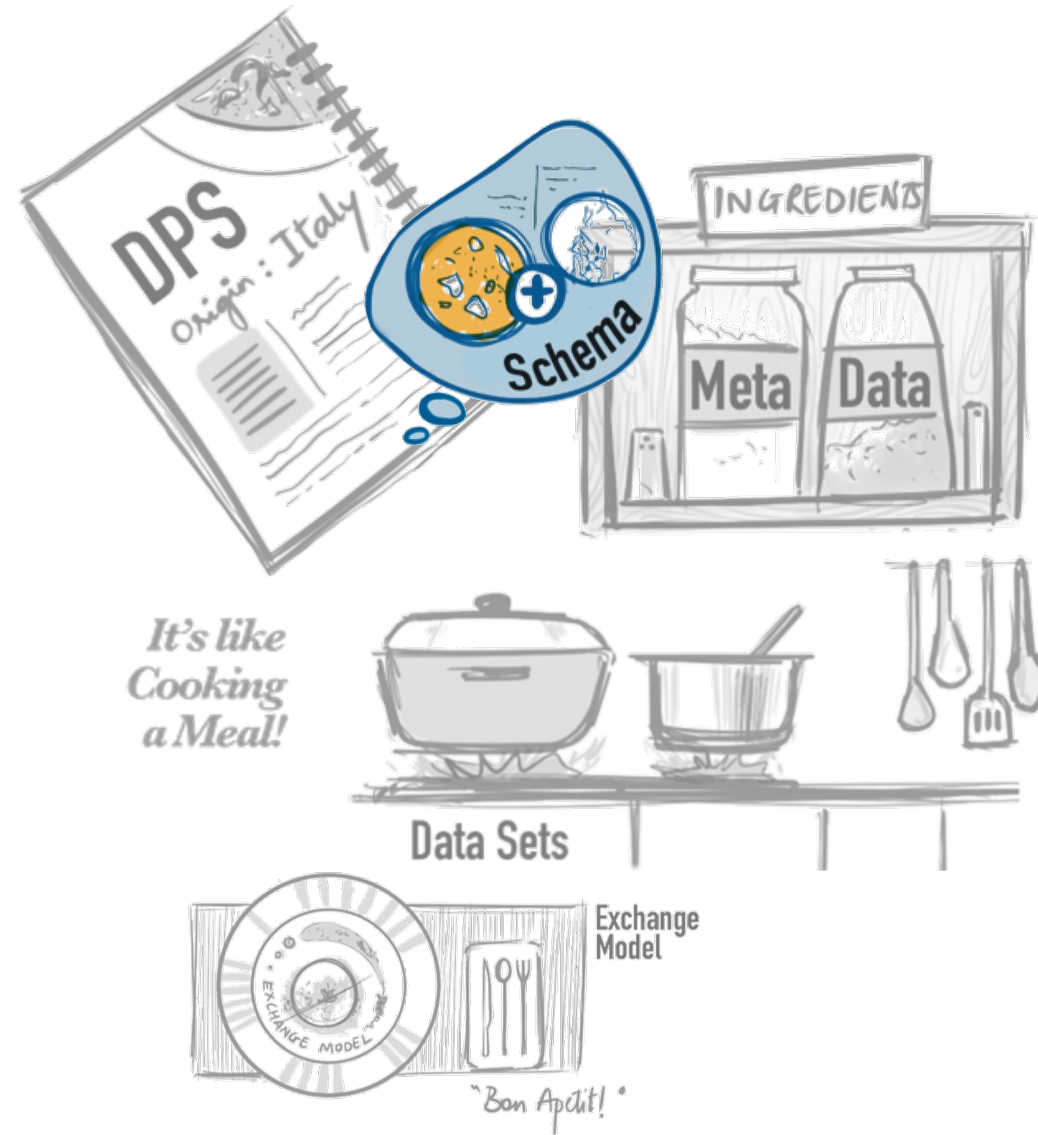 DPS
Origin: Italy
Schema
INGREDIENTS
Meta
Data
It's like
Cooking
a Meal!
Data Sets
Exchange
Model
EXCHANGE MODEL
"Bon Apetit!"